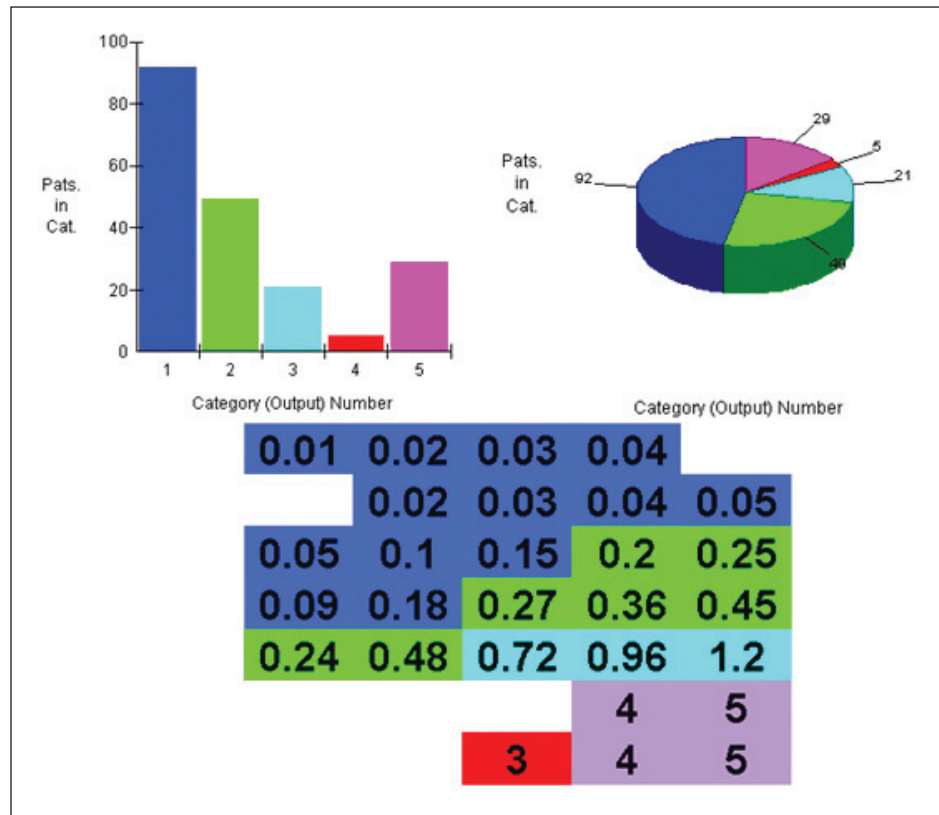 100
80
60
40
20
0
Pats.
in
Cat.
1 2 3 4 5
Category (Output) Number
29
5
21
92
Pats.
in
Cat.
Category (Output) Number
0.01 0.02 0.03 0.04
0.02 0.03 0.04 0.05
0.05 0.1 0.15 0.2 0.25
0.09 0.18 0.27 0.36 0.45
0.24 0.48 0.72 0.96 1.2
4 5
3 4 5